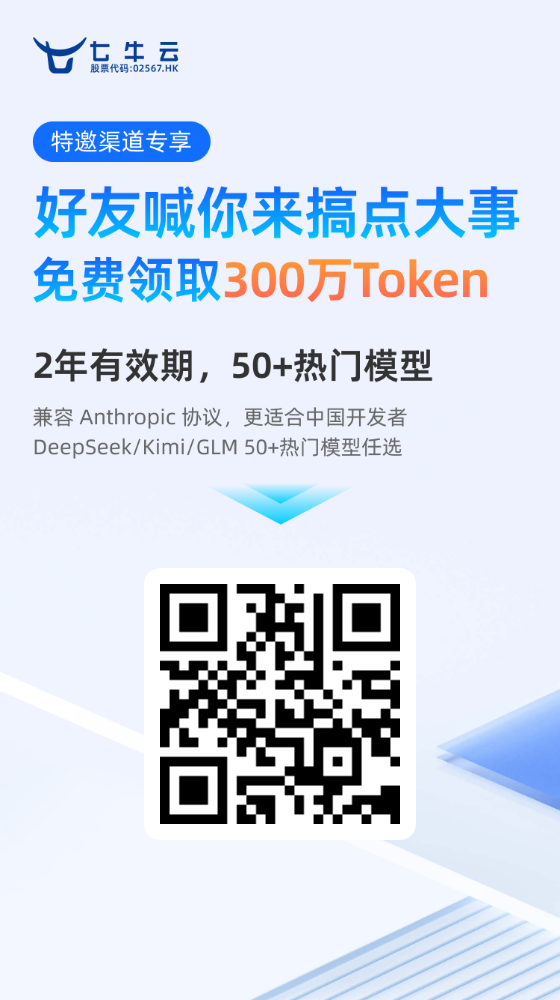 七牛云
股票代码:02567.HK
特邀渠道专享
好友喊你来搞点大事
免费领取300万Token
2年有效期，50+热门模型
兼容 Anthropic 协议，更适合中国开发者
DeepSeek/Kimi/GLM 50+热门模型任选